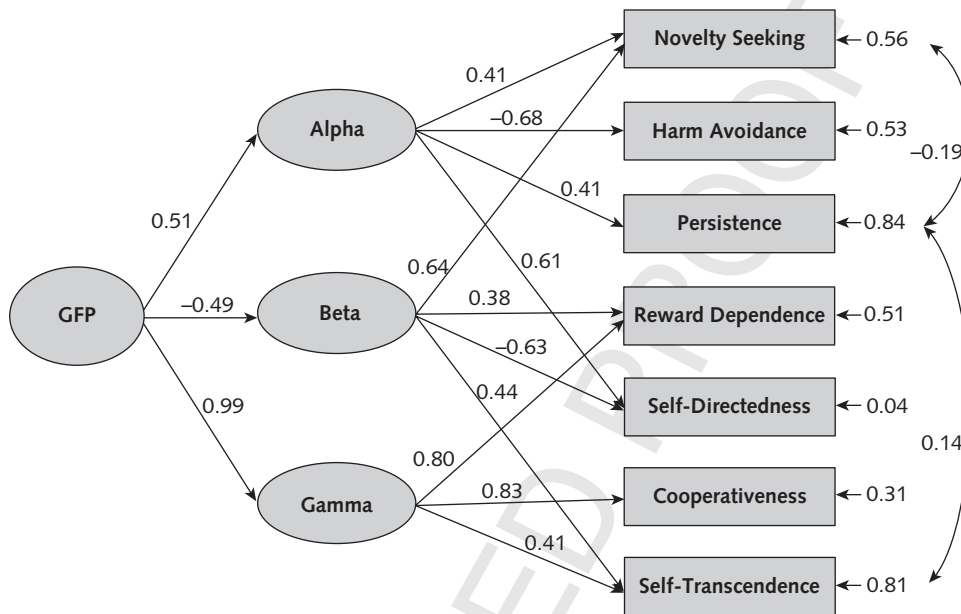 Novelty Seeking
0.56
0.41
Alpha
–0.68
Harm Avoidance
0.53
–0.19
0.41
Persistence
0.84
0.51
0.64
0.61
GFP
–0.49
Beta
0.38
Reward Dependence
0.51
–0.63
0.44
Self-Directedness
0.04
0.99
0.14
0.80
Gamma
0.83
Cooperativeness
0.31
0.41
Self-Transcendence
0.81